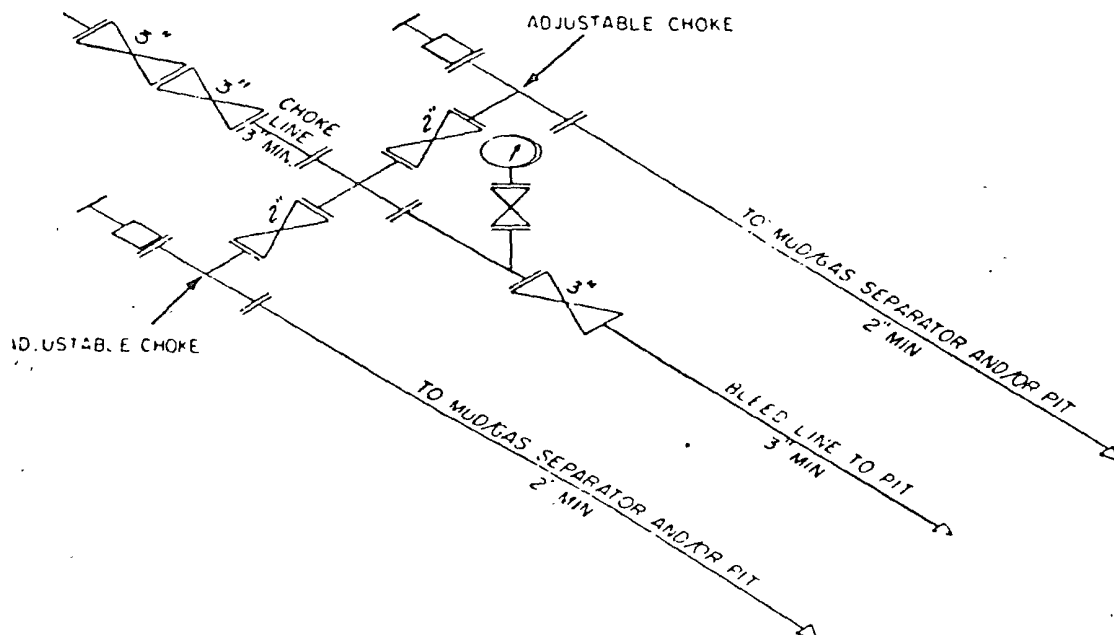 ADJUSTABLE CHOKE
3"
3"
CHOKE
LINE
3" MIN.
2"
2"
3"
TO MUD/GAS SEPARATOR AND/OR PIT
2" MIN
ADJUSTABLE CHOKE
BLEED LINE TO PIT
3" MIN
TO MUD/GAS SEPARATOR AND/OR PIT
2" MIN